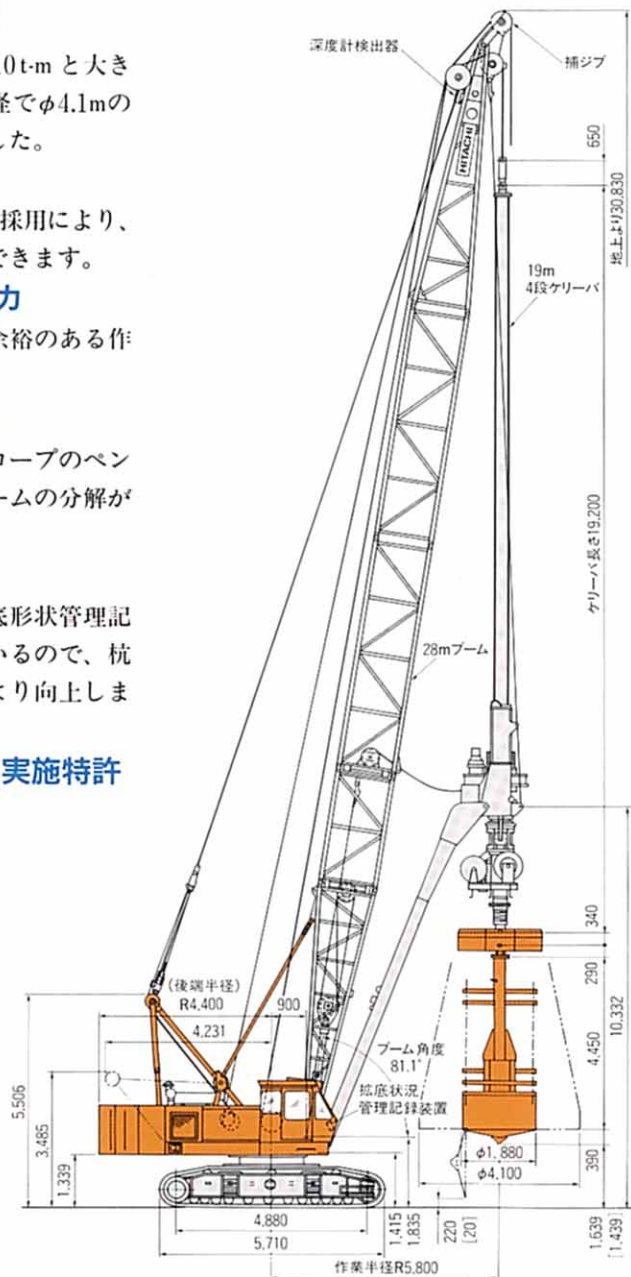 0t-mと大き
径でφ4.1mの
した。
採用により、
できます。
力
余裕のある作
ロープのペン
ームの分解が
底形状管理記
いるので、杭
より向上しま
実施特許
深度計検出器
補ジブ
HITACHI
650
地上より30,830
19m
4段ケリーバ
ケリーバ長さ19,200
28mブーム
340
290
4,450
10,332
390
(後端半径)
R4,400
900
4,231
ブーム角度
81.1°
拡底状況
管理記録装置
5,506
3,485
1,339
φ1,880
φ4,100
4,880
5,710
1,415
1,835
220
[20]
1,639
[1,439]
作業半径R5,800